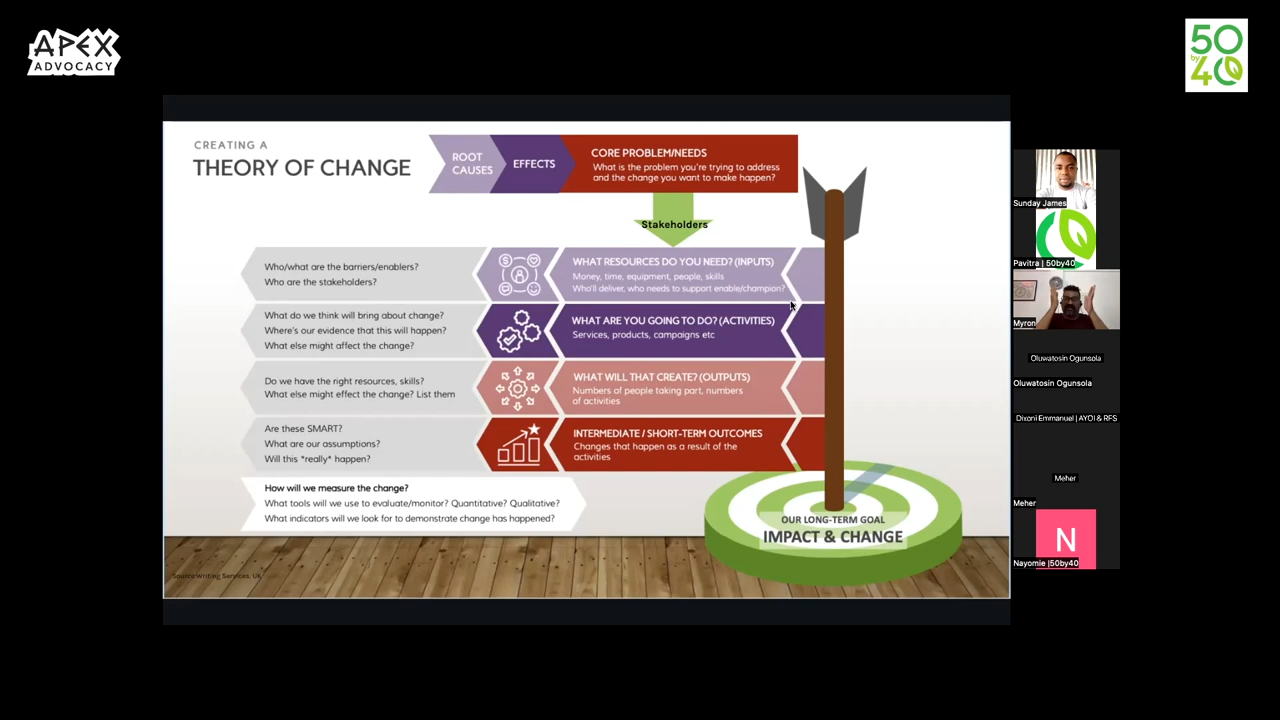 APEX
ADVOCACY
50
by
40
CREATING A
THEORY OF CHANGE
ROOT
CAUSES
EFFECTS
CORE PROBLEM/NEEDS
What is the problem you're trying to address
and the change you want to make happen?
Stakeholders
Who/what are the barriers/enablers?
Who are the stakeholders?
WHAT RESOURCES DO YOU NEED? (INPUTS)
Money, time, equipment, people, skills
Who'll deliver, who needs to support enable/champion?
What do we think will bring about change?
Where's our evidence that this will happen?
What else might affect the change?
WHAT ARE YOU GOING TO DO? (ACTIVITIES)
Services, products, campaigns etc
Do we have the right resources, skills?
What else might effect the change? List them
WHAT WILL THAT CREATE? (OUTPUTS)
Numbers of people taking part, numbers
of activities
Are these SMART?
What are our assumptions?
Will this *really* happen?
INTERMEDIATE / SHORT-TERM OUTCOMES
Changes that happen as a result of the
activities
How will we measure the change?
What tools will we use to evaluate/monitor? Quantitative? Qualitative?
What indicators will we look for to demonstrate change has happened?
OUR LONG-TERM GOAL
IMPACT & CHANGE
Source:Writing Services, UK
Sunday James
Pavitra | 50by40
Myron
Oluwatosin Ogunsola
Oluwatosin Ogunsola
Dixoni Emmanuel | AYOI & RFS
Meher
Meher
N
Nayomie |50by40